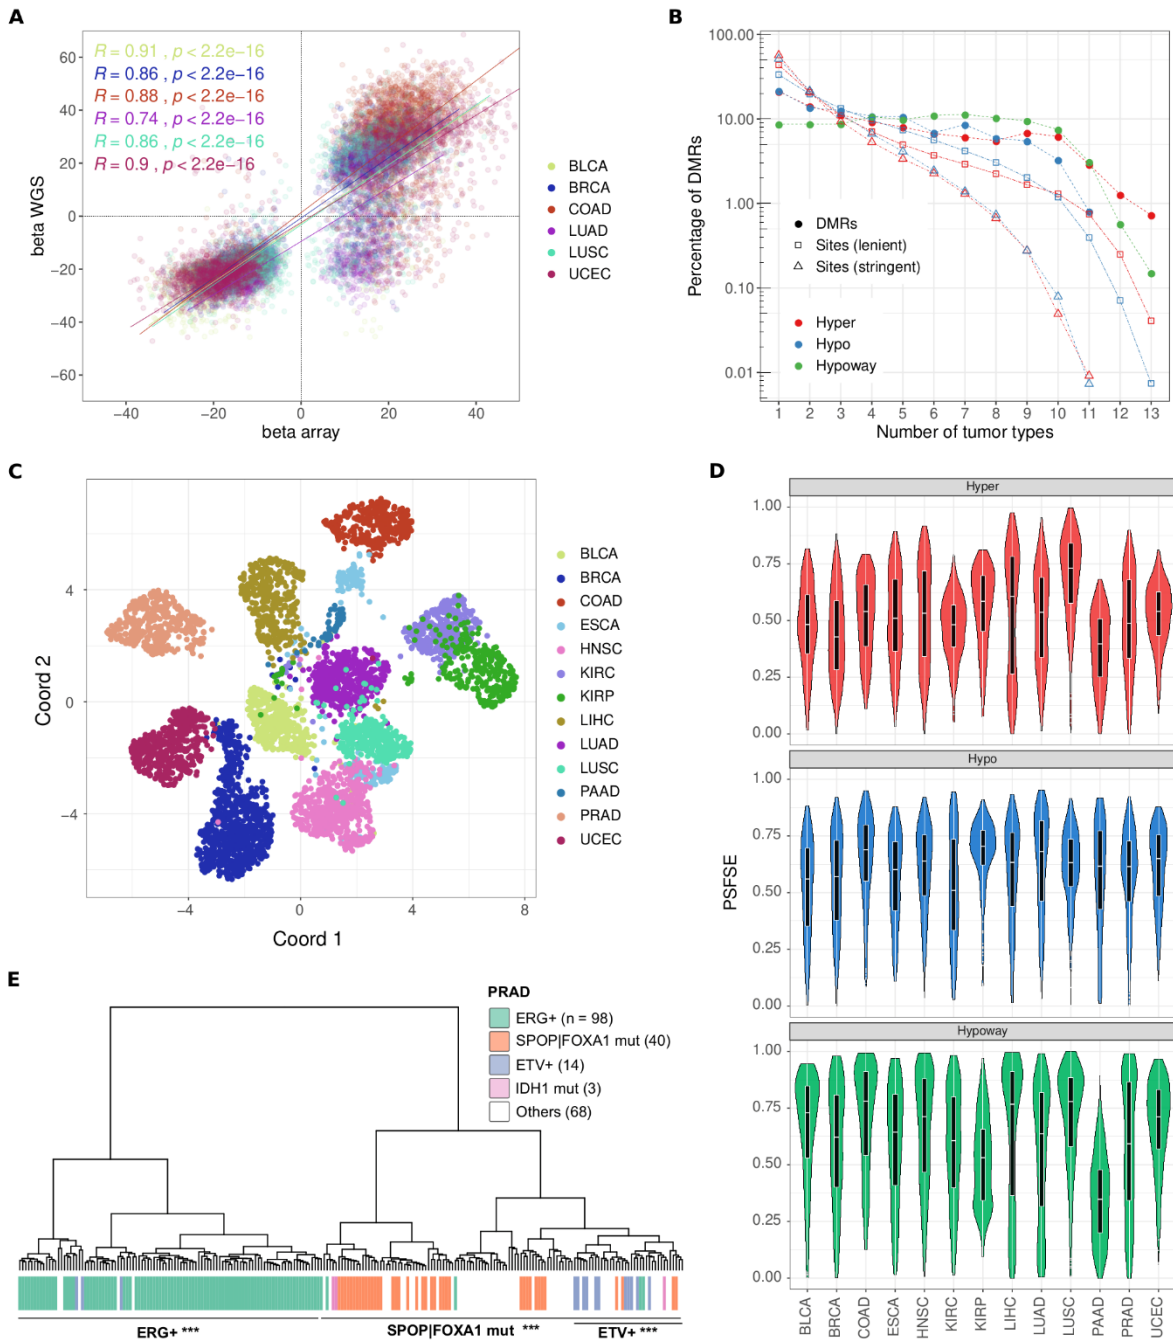 A
R = 0.91 , p < 2.2e−16
R = 0.86 , p < 2.2e−16
R = 0.88 , p < 2.2e−16
R = 0.74 , p < 2.2e−16
R = 0.86 , p < 2.2e−16
R = 0.9 , p < 2.2e−16
60
40
20
0
−20
−40
−60
beta WGS
−40
−20
0
20
40
beta array
BLCA
BRCA
COAD
LUAD
LUSC
UCEC
B
100.00
10.00
1.00
0.10
0.01
Percentage of DMRs
DMRs
Sites (lenient)
Sites (stringent)
Hyper
Hypo
Hypoway
1 2 3 4 5 6 7 8 9 10 11 12 13
Number of tumor types
C
4
0
−4
Coord 2
−4
0
4
8
Coord 1
BLCA
BRCA
COAD
ESCA
HNSC
KIRC
KIRP
LIHC
LUAD
LUSC
PAAD
PRAD
UCEC
D
Hyper
1.00
0.75
0.50
0.25
0.00
Hypo
1.00
0.75
0.50
0.25
0.00
PSFSE
Hypoway
1.00
0.75
0.50
0.25
0.00
BLCA
BRCA
COAD
ESCA
HNSC
KIRC
KIRP
LIHC
LUAD
LUSC
PAAD
PRAD
UCEC
E
PRAD
ERG+ (n = 98)
SPOP|FOXA1 mut (40)
ETV+ (14)
IDH1 mut (3)
Others (68)
ERG+ ***
SPOP|FOXA1 mut ***
ETV+ ***